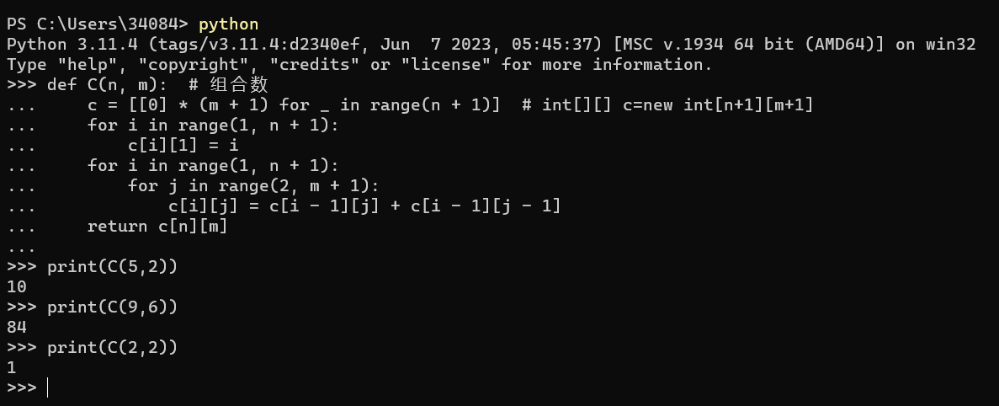 PS C:\Users\34084> python
Python 3.11.4 (tags/v3.11.4:d2340ef, Jun  7 2023, 05:45:37) [MSC v.1934 64 bit (AMD64)] on win32
Type "help", "copyright", "credits" or "license" for more information.
>>> def C(n, m):  # 组合数
...     c = [[0] * (m + 1) for _ in range(n + 1)]  # int[][] c=new int[n+1][m+1]
...     for i in range(1, n + 1):
...         c[i][1] = i
...     for i in range(1, n + 1):
...         for j in range(2, m + 1):
...             c[i][j] = c[i - 1][j] + c[i - 1][j - 1]
...     return c[n][m]
...
>>> print(C(5,2))
10
>>> print(C(9,6))
84
>>> print(C(2,2))
1
>>>